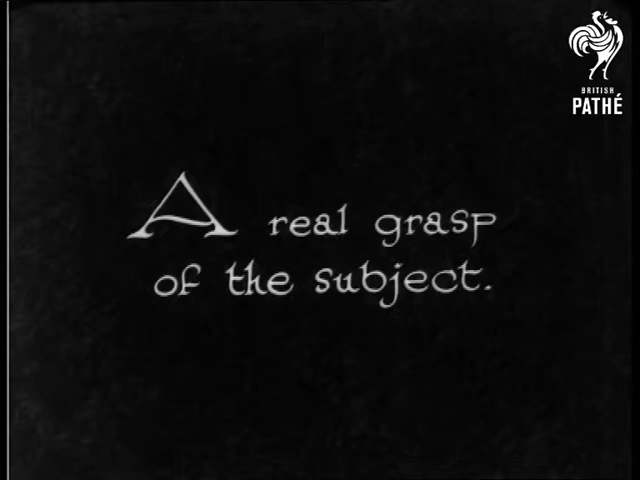 BRITISH
PATHÉ
A real grasp
of the subject.